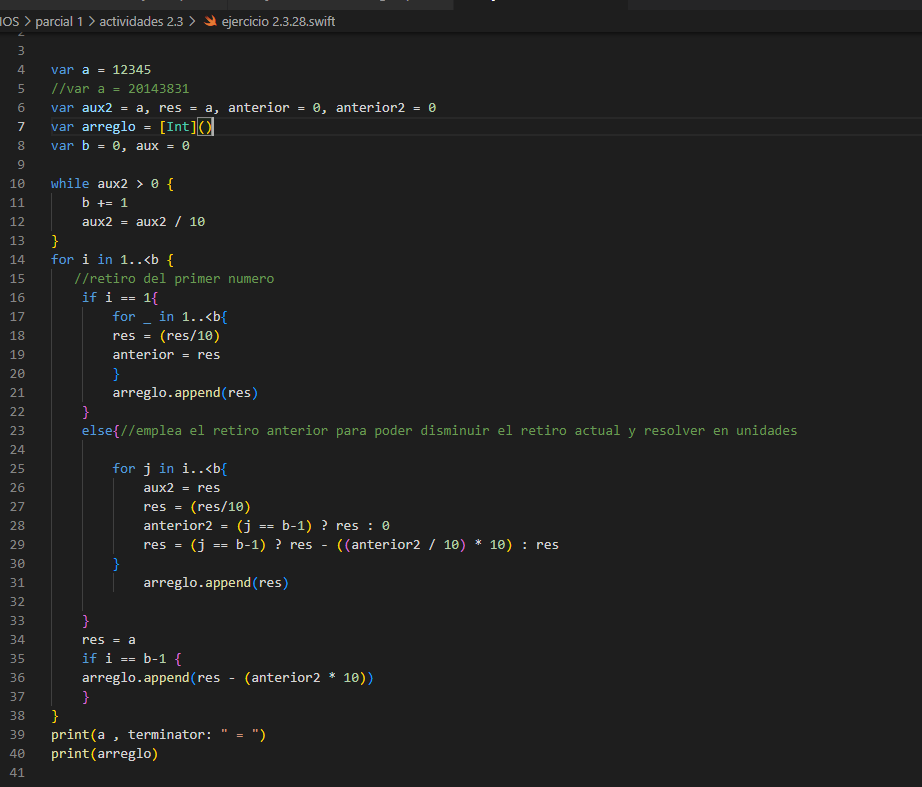 IOS > parcial 1 > actividades 2.3 > ejercicio 2.3.28.swift
2
3
4 var a = 12345
5 //var a = 20143831
6 var aux2 = a, res = a, anterior = 0, anterior2 = 0
7 var arreglo = [Int]()
8 var b = 0, aux = 0
9
10 while aux2 > 0 {
11     b += 1
12     aux2 = aux2 / 10
13 }
14 for i in 1..<b {
15    //retiro del primer numero
16     if i == 1{
17         for _ in 1..<b{
18         res = (res/10)
19         anterior = res
20         }
21         arreglo.append(res)
22     }
23     else{//emplea el retiro anterior para poder disminuir el retiro actual y resolver en unidades
24
25         for j in i..<b{
26             aux2 = res
27             res = (res/10)
28             anterior2 = (j == b-1) ? res : 0
29             res = (j == b-1) ? res - ((anterior2 / 10) * 10) : res
30         }
31             arreglo.append(res)
32
33     }
34     res = a
35     if i == b-1 {
36     arreglo.append(res - (anterior2 * 10))
37     }
38 }
39 print(a , terminator: " = ")
40 print(arreglo)
41